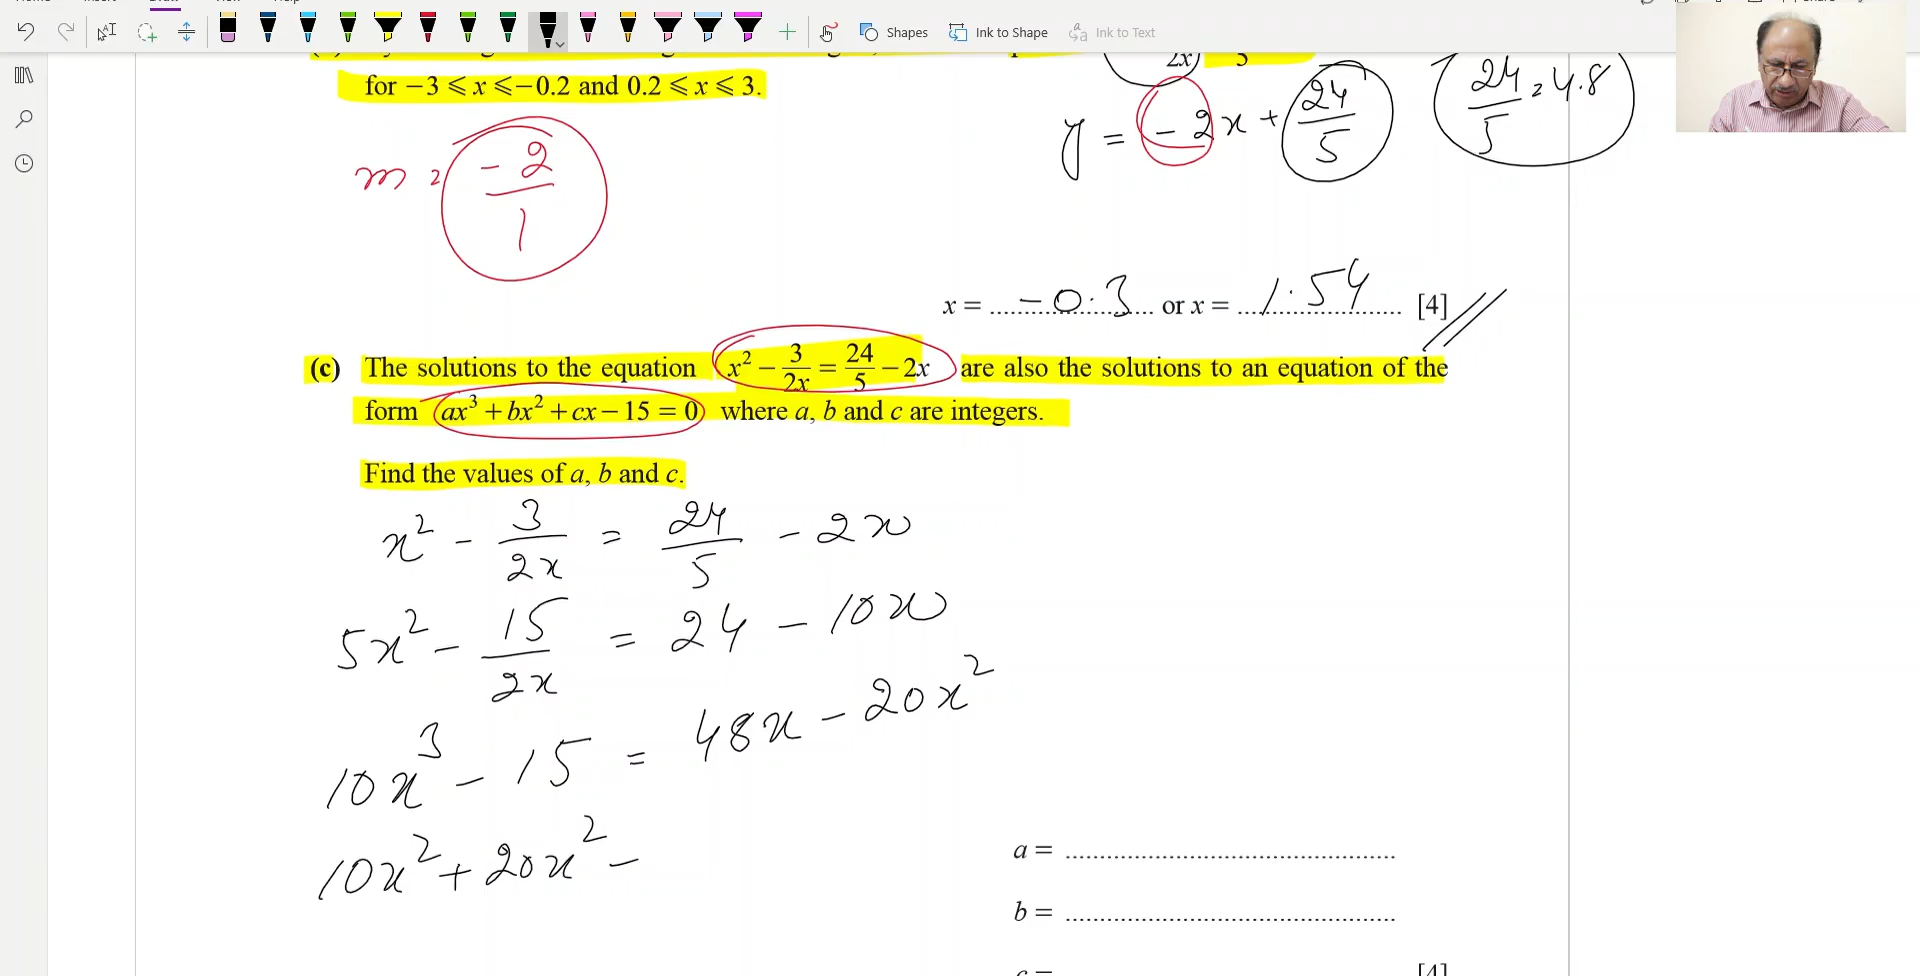 Shapes Ink to Shape Ink to Text
2x) 5
for −3 ⩽ x ⩽ −0.2 and 0.2 ⩽ x ⩽ 3.
24/5 = 4.8
y = −2x + 24/5
m = −2/1
x = −0.3 or x = 1.54 [4]
(c) The solutions to the equation x² − 3/2x = 24/5 − 2x are also the solutions to an equation of the
form ax³ + bx² + cx − 15 = 0 where a, b and c are integers.
Find the values of a, b and c.
x² − 3/2x = 24/5 − 2x
5x² − 15/2x = 24 − 10x
10x³ − 15 = 48x − 20x²
10x² + 20x² −
a = ................................................
b = ................................................
[4]